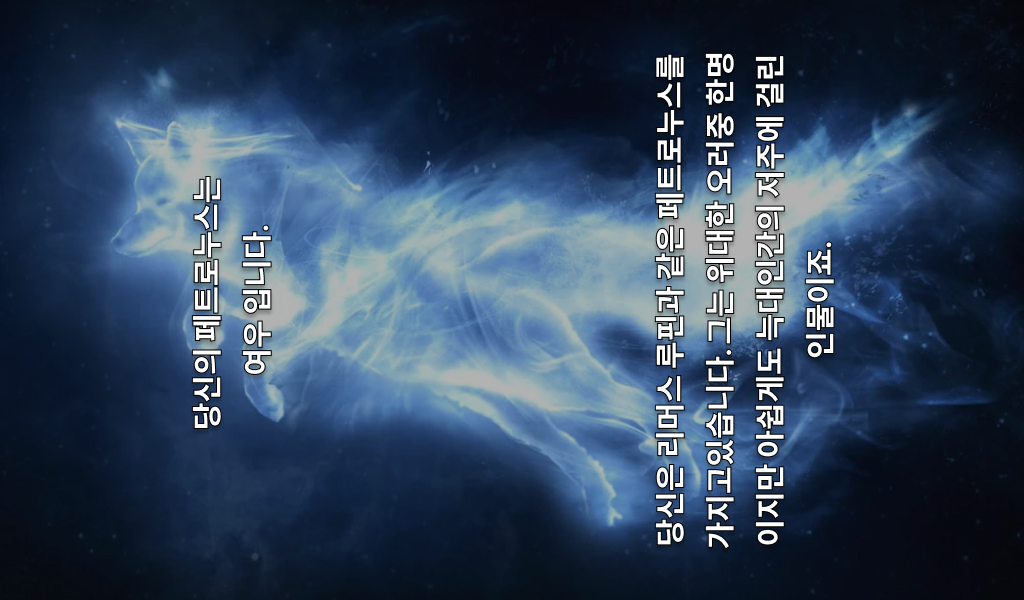 당신의 페트로누스는
여우 입니다.
당신은 리머스 루핀과 같은 페트로누스를
가지고있습니다. 그는 위대한 오러중 한명
이지만 아쉽게도 늑대인간의 저주에 걸린
인물이죠.